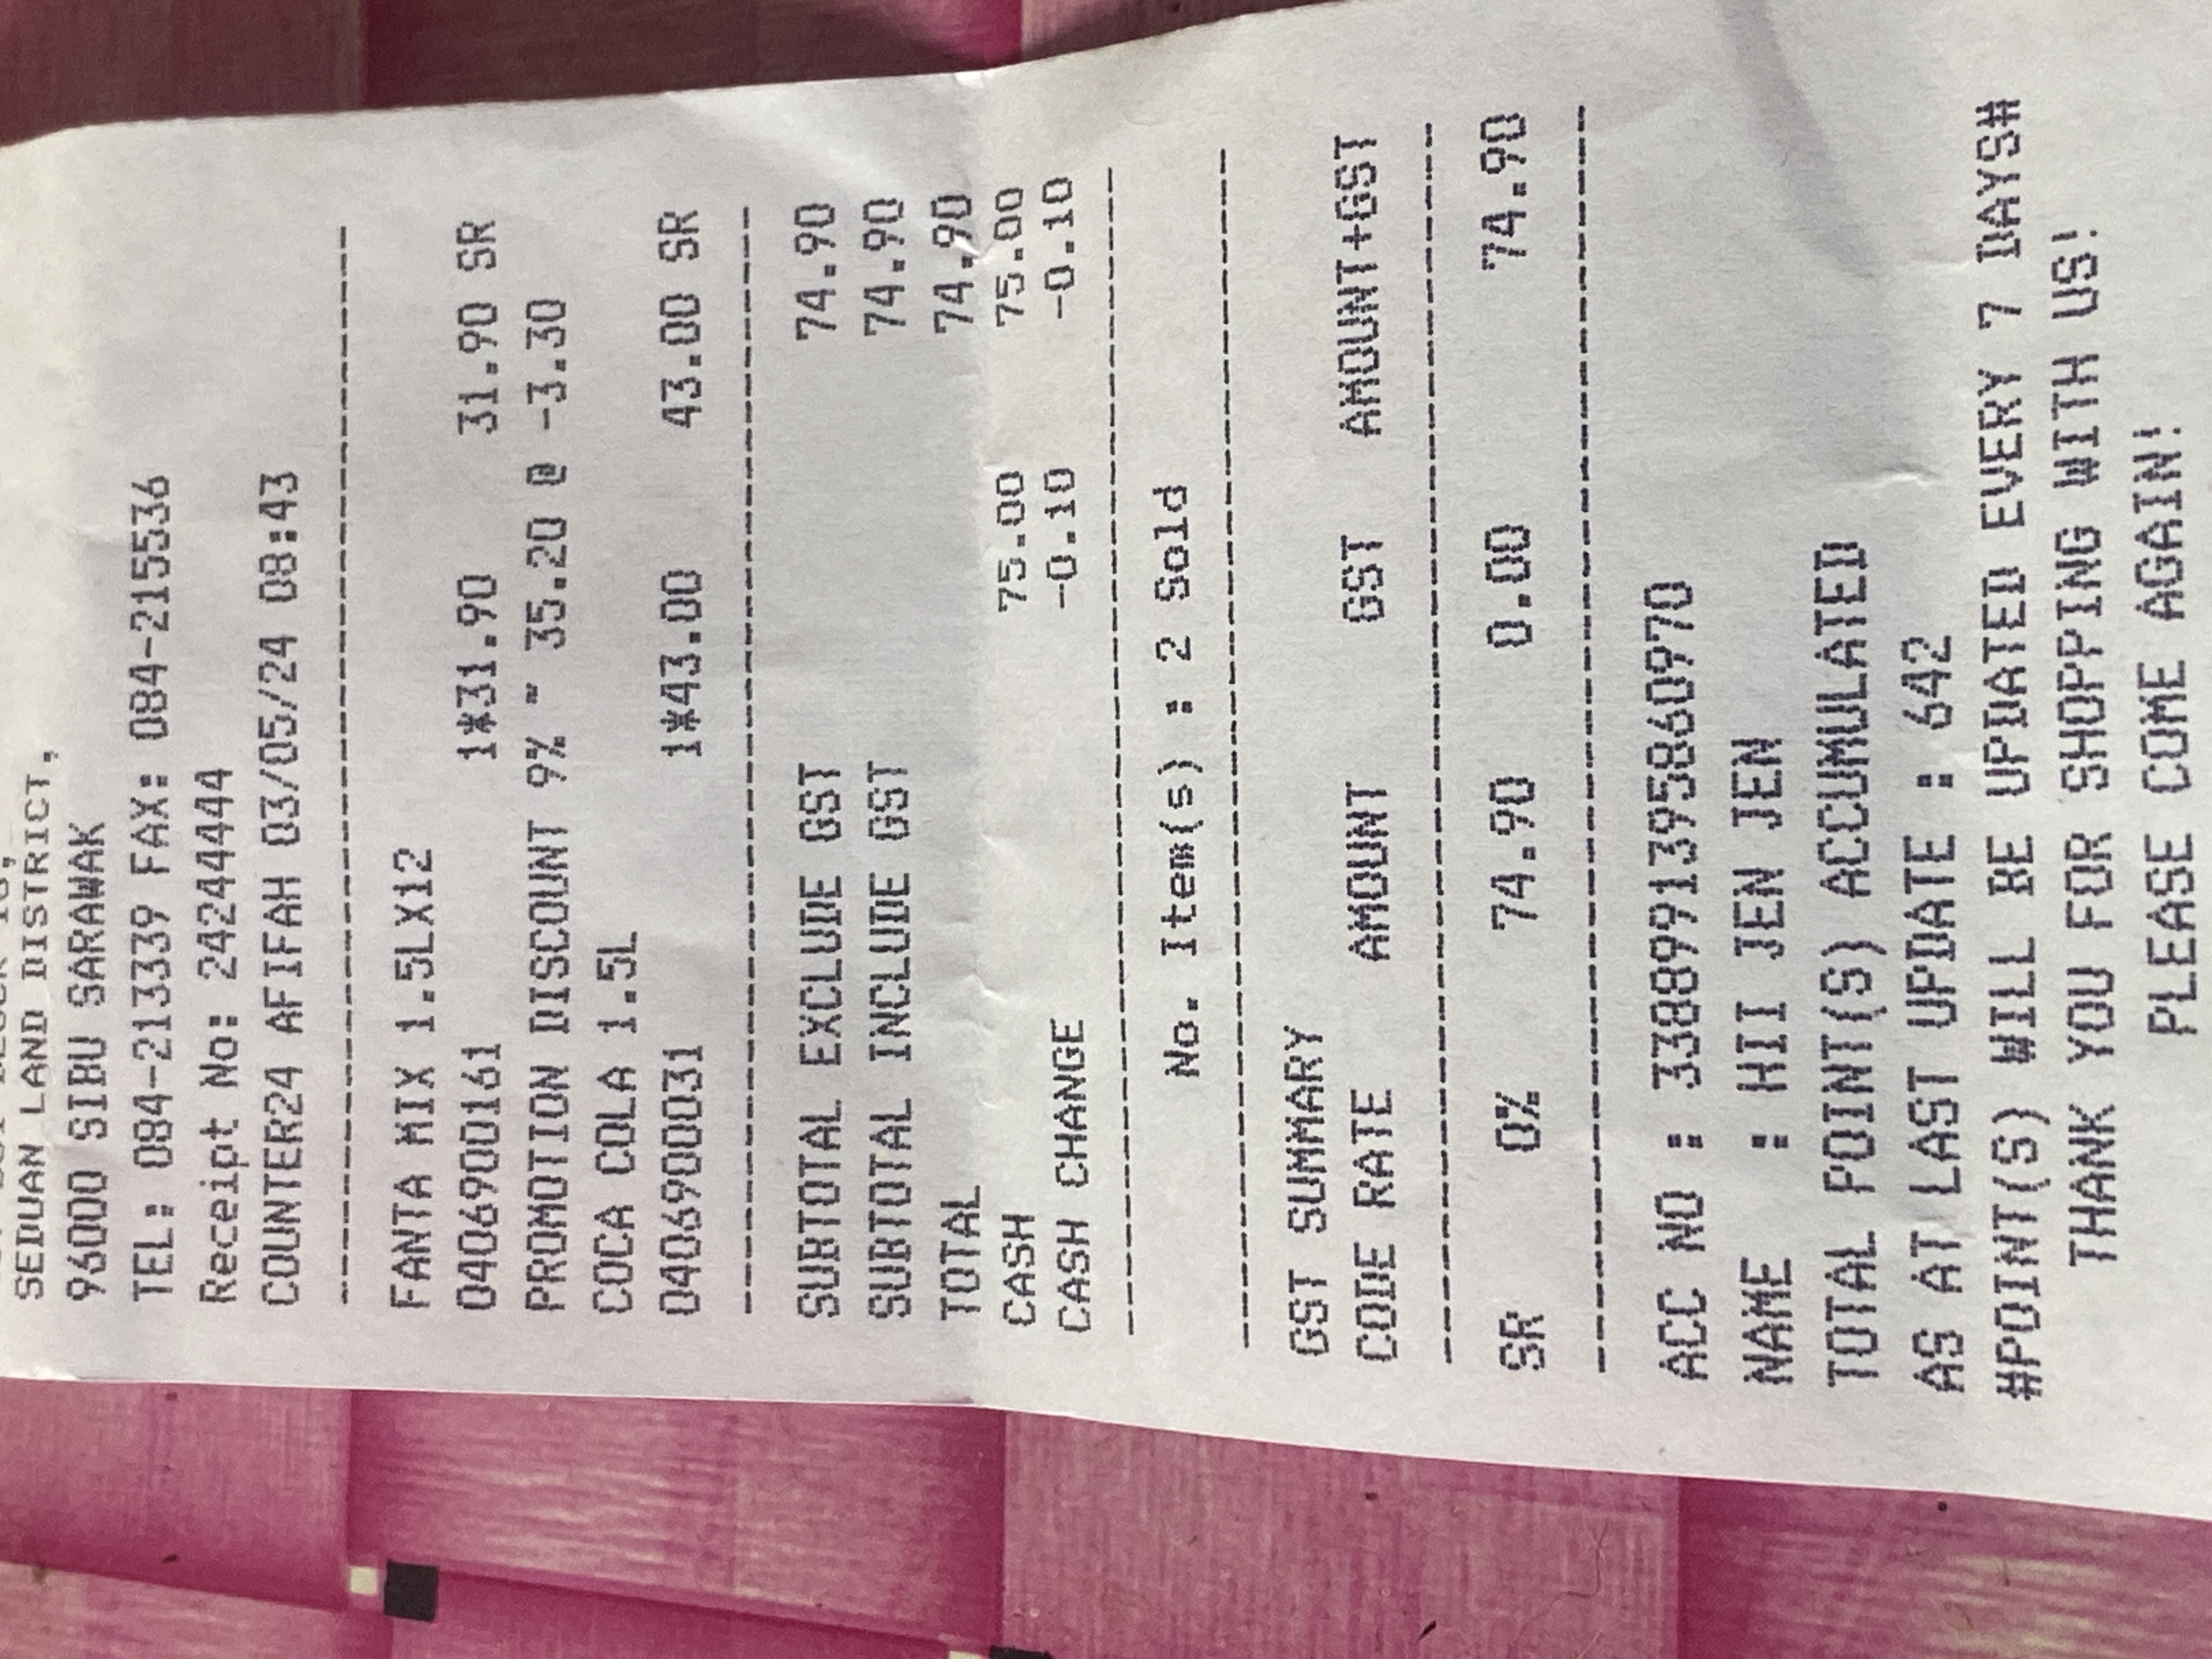 SEDUAN LAND DISTRICT,
96000 SIBU SARAWAK
TEL: 084-213339 FAX: 084-215536
Receipt No: 24244444
COUNTER24 AFIFAH 03/05/24 08:43
----------------------------------------
FANTA MIX 1.5LX12
0406900161 1*31.90 31.90 SR
PROMOTION DISCOUNT 9% ~ 35.20 @ -3.30
COCA COLA 1.5L
0406900031 1*43.00 43.00 SR
----------------------------------------
SUBTOTAL EXCLUDE GST 74.90
SUBTOTAL INCLUDE GST 74.90
TOTAL 74.90
CASH 75.00 75.00
CASH CHANGE -0.10 -0.10
----------------------------------------
No. Item(s) : 2 Sold
----------------------------------------
GST SUMMARY
CODE RATE AMOUNT GST AMOUNT+GST
----------------------------------------
SR 0% 74.90 0.00 74.90
----------------------------------------
ACC NO : 3388991395860970
NAME : HII JEN JEN
TOTAL POINT(S) ACCUMULATED
AS AT LAST UPDATE : 642
#POINT(S) WILL BE UPDATED EVERY 7 DAYS#
THANK YOU FOR SHOPPING WITH US!
PLEASE COME AGAIN!